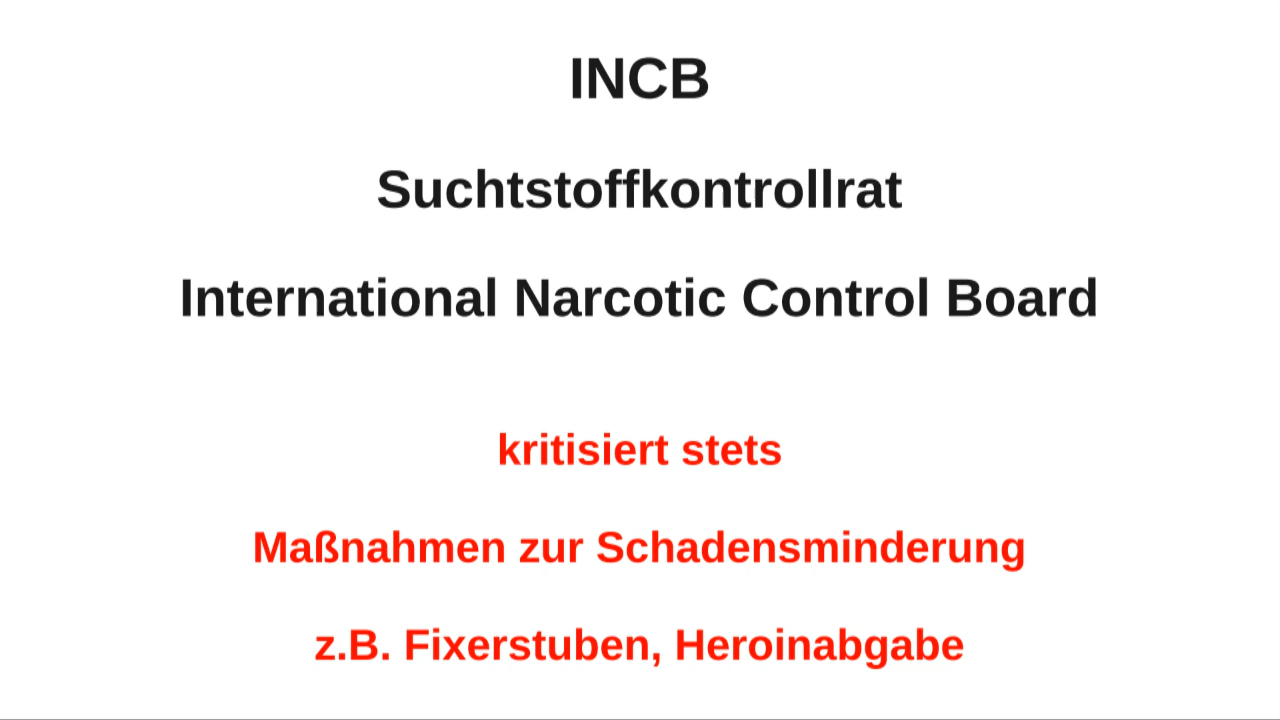 INCB
Suchtstoffkontrollrat
International Narcotic Control Board
kritisiert stets
Maßnahmen zur Schadensminderung
z.B. Fixerstuben, Heroinabgabe